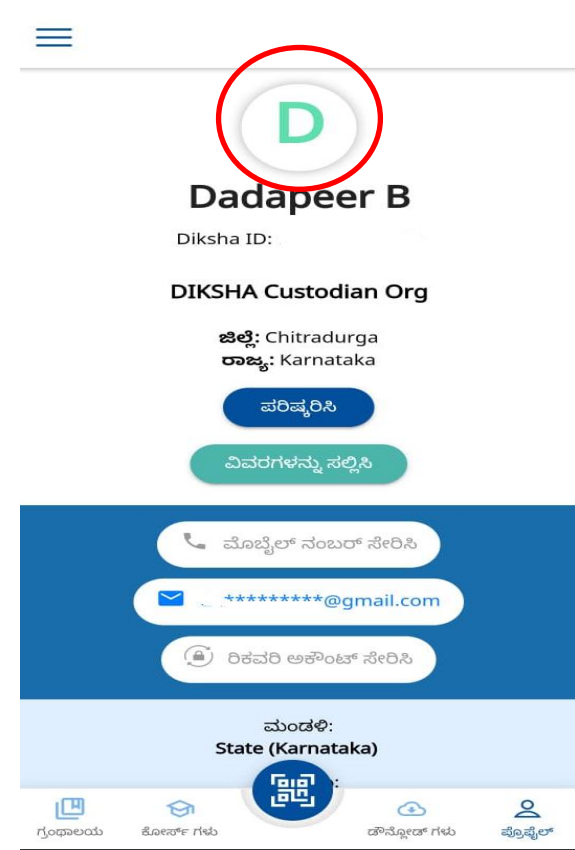 D
Dadapeer B
Diksha ID:
DIKSHA Custodian Org
ಜಿಲ್ಲೆ: Chitradurga
ರಾಜ್ಯ: Karnataka
ಪರಿಷ್ಕರಿಸಿ
ವಿವರಗಳನ್ನು ಸಲ್ಲಿಸಿ
ಮೊಬೈಲ್ ನಂಬರ್ ಸೇರಿಸಿ
*********@gmail.com
ರಿಕವರಿ ಅಕೌಂಟ್ ಸೇರಿಸಿ
ಮಂಡಳಿ:
State (Karnataka)
ಗ್ರಂಥಾಲಯ
ಕೋರ್ಸ್ ಗಳು
ಡೌನ್ಲೋಡ್ ಗಳು
ಪ್ರೊಫೈಲ್